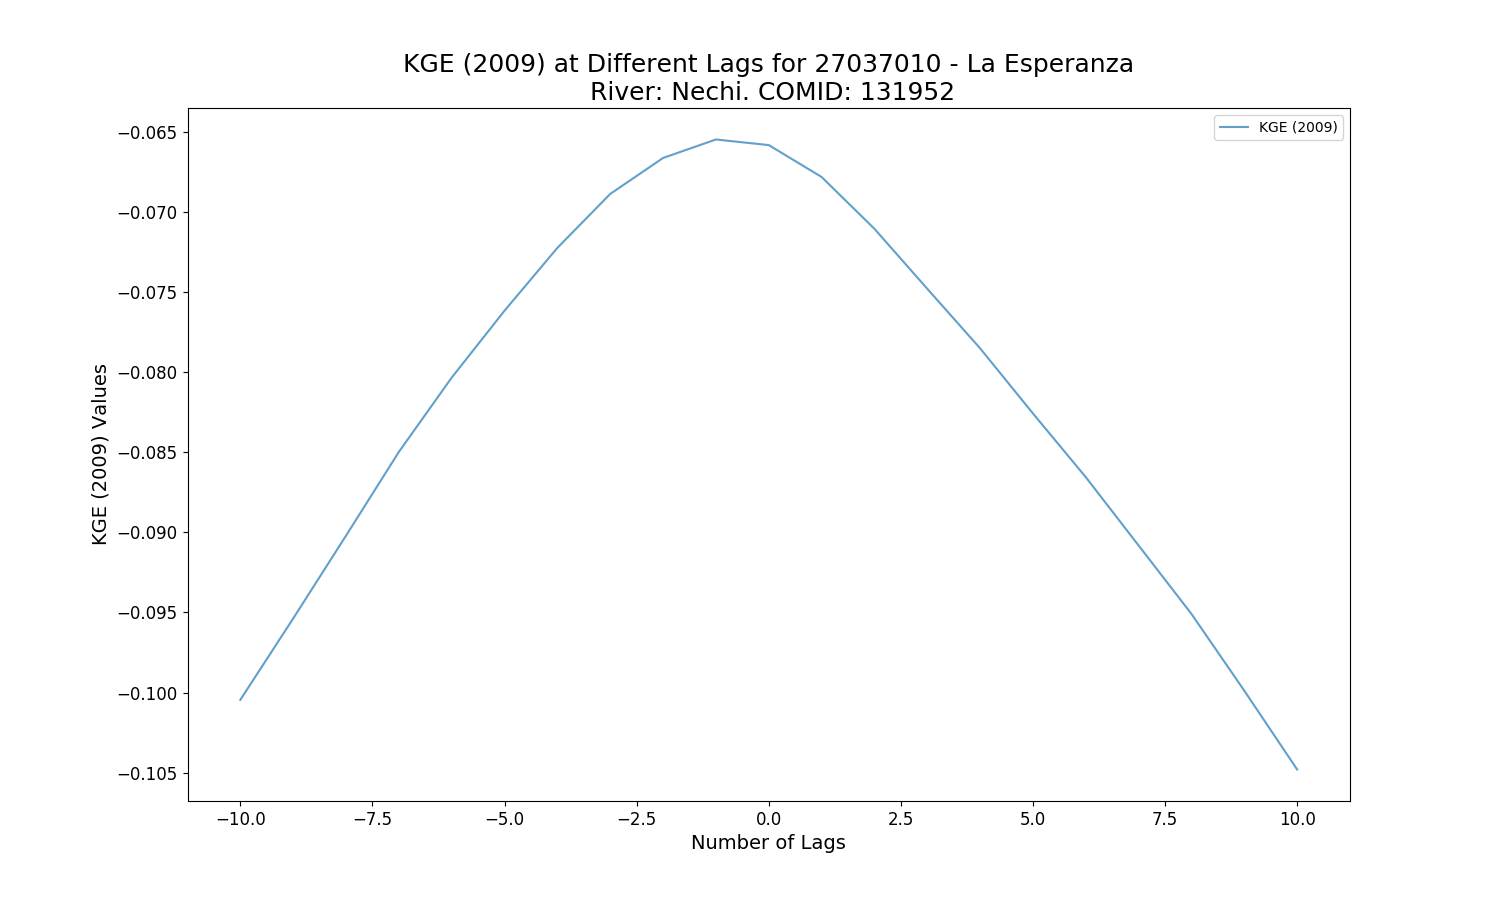 KGE (2009) at Different Lags for 27037010 - La Esperanza
River: Nechi. COMID: 131952
KGE (2009)
KGE (2009) Values
−0.065
−0.070
−0.075
−0.080
−0.085
−0.090
−0.095
−0.100
−0.105
−10.0 −7.5 −5.0 −2.5 0.0 2.5 5.0 7.5 10.0
Number of Lags